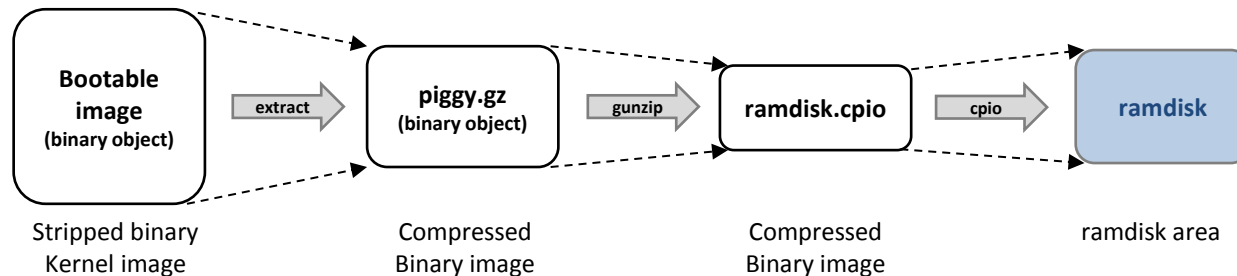 Bootable
image
(binary object)
extract
piggy.gz
(binary object)
gunzip
ramdisk.cpio
cpio
ramdisk
Stripped binary
Kernel image
Compressed
Binary image
Compressed
Binary image
ramdisk area